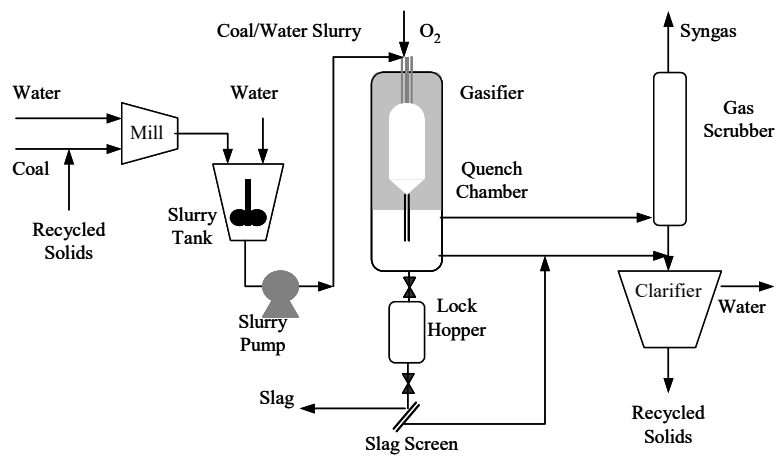 Coal/Water Slurry
O2
Syngas
Water
Water
Gasifier
Gas
Scrubber
Mill
Coal
Quench
Chamber
Slurry
Tank
Recycled
Solids
Clarifier
Water
Lock
Hopper
Slurry
Pump
Slag
Slag Screen
Recycled
Solids